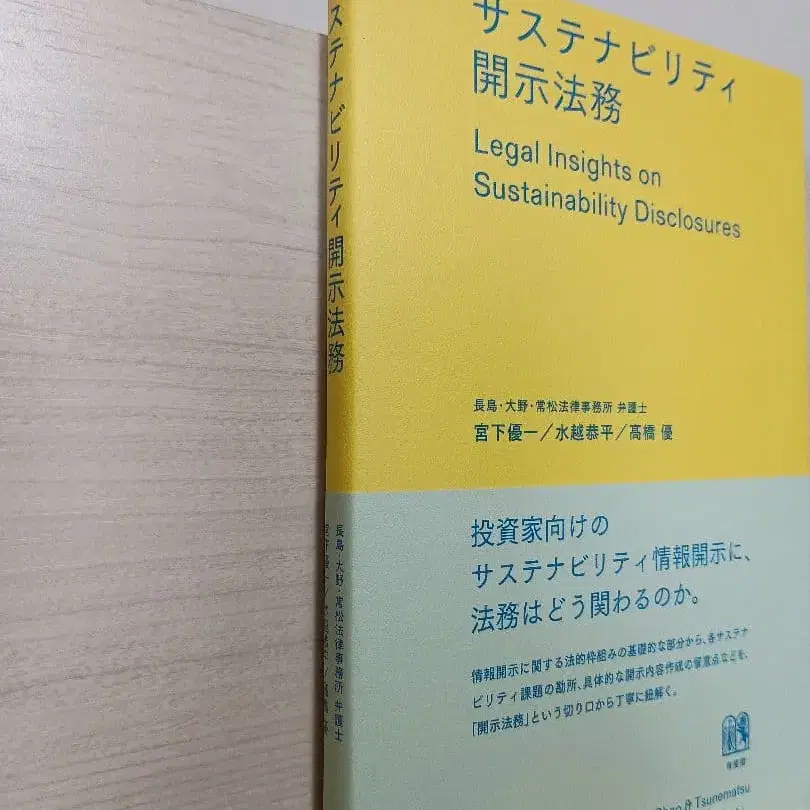 サステナビリティ
開示法務
Legal Insights on
Sustainability Disclosures
長島・大野・常松法律事務所 弁護士
宮下優一／水越恭平／髙橋 優
投資家向けの
サステナビリティ情報開示に、
法務はどう関わるのか。
情報開示に関する法的枠組みの基礎的な部分から、各サステナ
ビリティ課題の勘所、具体的な開示内容作成の留意点などを、
「開示法務」という切り口から丁寧に紐解く。
有斐閣
& Tsunematsu
ステナビリティ開示法務
長島・大野・常松法律事務所 弁護士